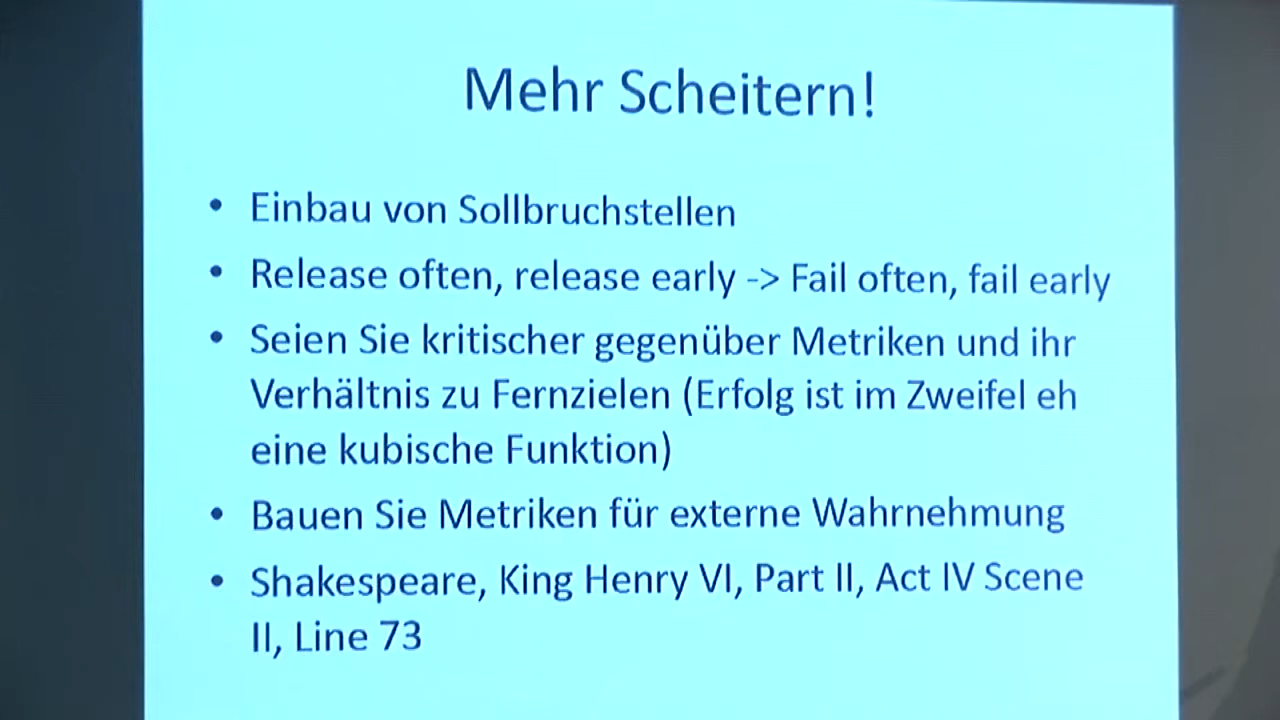 Mehr Scheitern!
• Einbau von Sollbruchstellen
• Release often, release early -> Fail often, fail early
• Seien Sie kritischer gegenüber Metriken und ihr
Verhältnis zu Fernzielen (Erfolg ist im Zweifel eh
eine kubische Funktion)
• Bauen Sie Metriken für externe Wahrnehmung
• Shakespeare, King Henry VI, Part II, Act IV Scene
II, Line 73